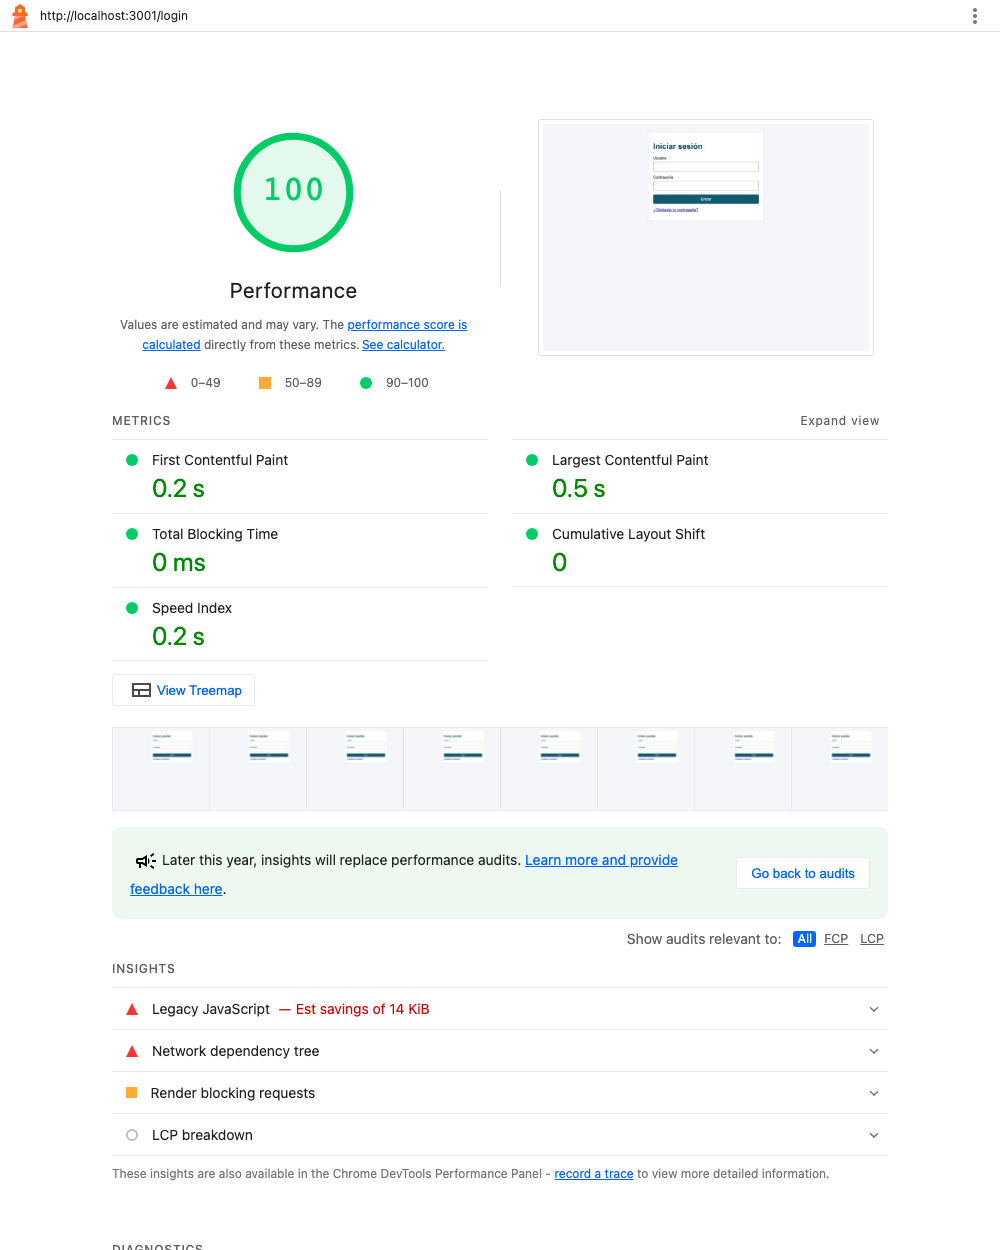 http://localhost:3001/login
100
Performance
Values are estimated and may vary. The performance score is
calculated directly from these metrics. See calculator.
0–49
50–89
90–100
Iniciar sesión
Usuario
Contraseña
Entrar
¿Olvidaste tu contraseña?
METRICS
Expand view
First Contentful Paint
0.2 s
Largest Contentful Paint
0.5 s
Total Blocking Time
0 ms
Cumulative Layout Shift
0
Speed Index
0.2 s
View Treemap
Later this year, insights will replace performance audits. Learn more and provide
feedback here.
Go back to audits
Show audits relevant to: All FCP LCP
INSIGHTS
Legacy JavaScript — Est savings of 14 KiB
Network dependency tree
Render blocking requests
LCP breakdown
These insights are also available in the Chrome DevTools Performance Panel - record a trace to view more detailed information.
DIAGNOSTICS